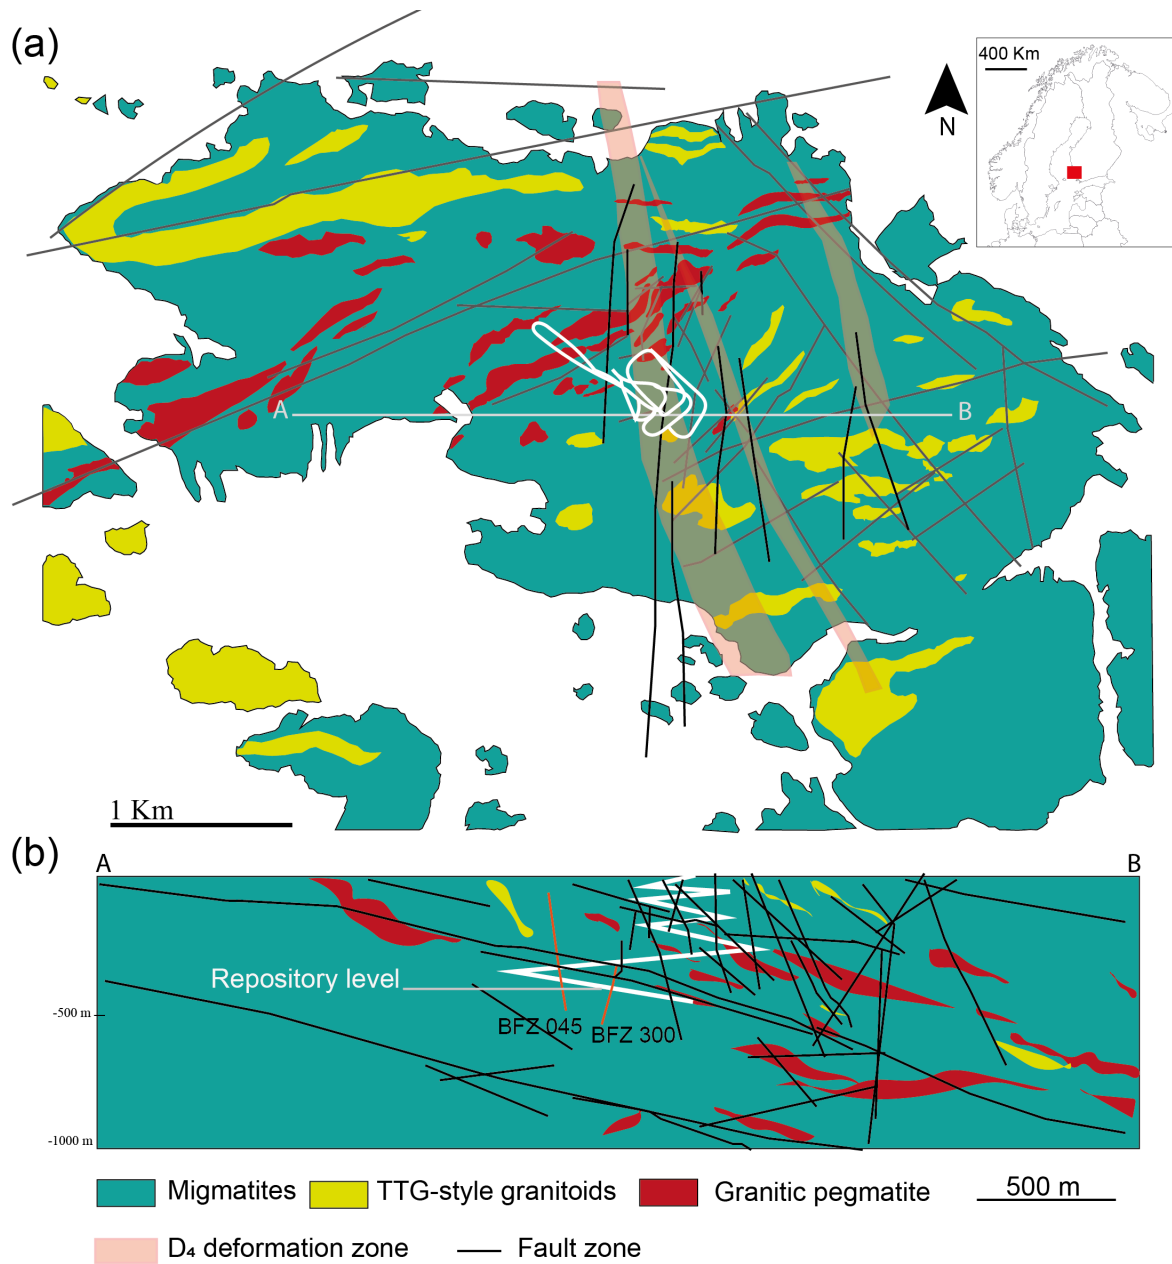 (a)
400 Km
N
A
B
1 Km
(b)
A
B
Repository level
-500 m
BFZ 045
BFZ 300
-1000 m
Migmatites
TTG-style granitoids
Granitic pegmatite
500 m
D₄ deformation zone
Fault zone